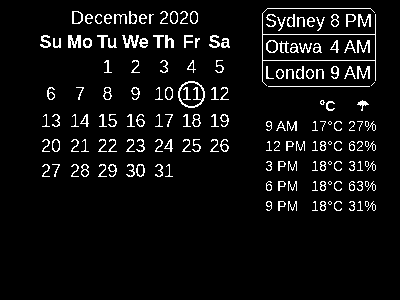 December 2020
Su Mo Tu We Th Fr Sa
1 2 3 4 5
6 7 8 9 10 11 12
13 14 15 16 17 18 19
20 21 22 23 24 25 26
27 28 29 30 31
Sydney 8 PM
Ottawa 4 AM
London 9 AM
°C ☂
9 AM 17°C 27%
12 PM 18°C 62%
3 PM 18°C 31%
6 PM 18°C 63%
9 PM 18°C 31%